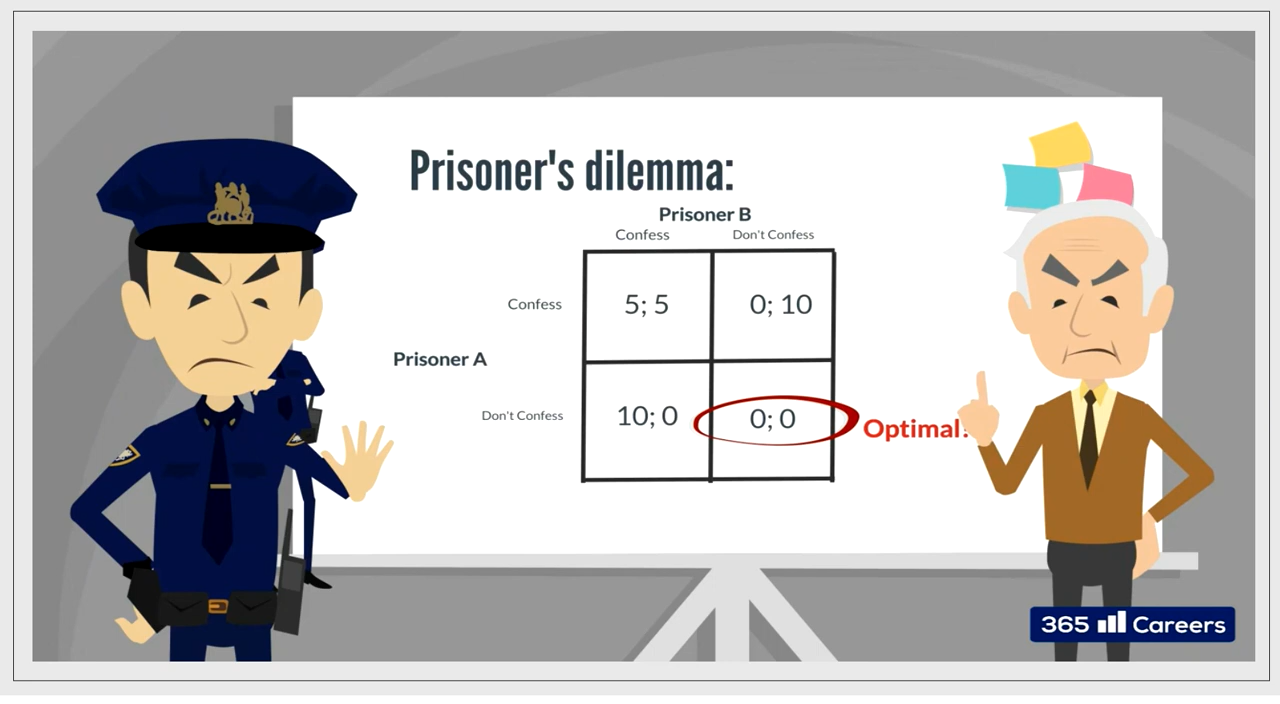 Prisoner's dilemma:
Prisoner B
Confess Don't Confess
Confess 5; 5 0; 10
Prisoner A
Don't Confess 10; 0 0; 0
Optimal!
365 Careers